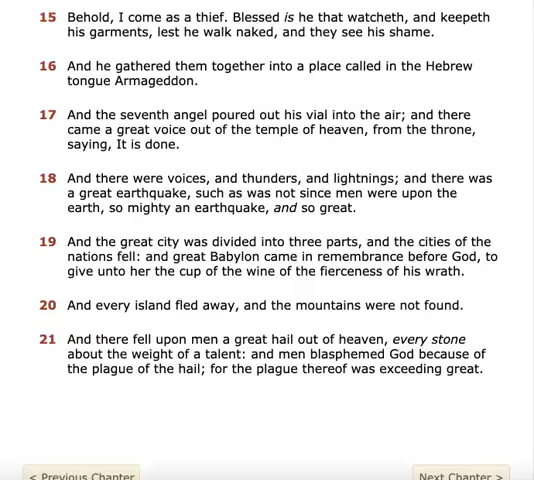 15 Behold, I come as a thief. Blessed is he that watcheth, and keepeth
his garments, lest he walk naked, and they see his shame.
16 And he gathered them together into a place called in the Hebrew
tongue Armageddon.
17 And the seventh angel poured out his vial into the air; and there
came a great voice out of the temple of heaven, from the throne,
saying, It is done.
18 And there were voices, and thunders, and lightnings; and there was
a great earthquake, such as was not since men were upon the
earth, so mighty an earthquake, and so great.
19 And the great city was divided into three parts, and the cities of the
nations fell: and great Babylon came in remembrance before God, to
give unto her the cup of the wine of the fierceness of his wrath.
20 And every island fled away, and the mountains were not found.
21 And there fell upon men a great hail out of heaven, every stone
about the weight of a talent: and men blasphemed God because of
the plague of the hail; for the plague thereof was exceeding great.
< Previous Chapter Next Chapter >